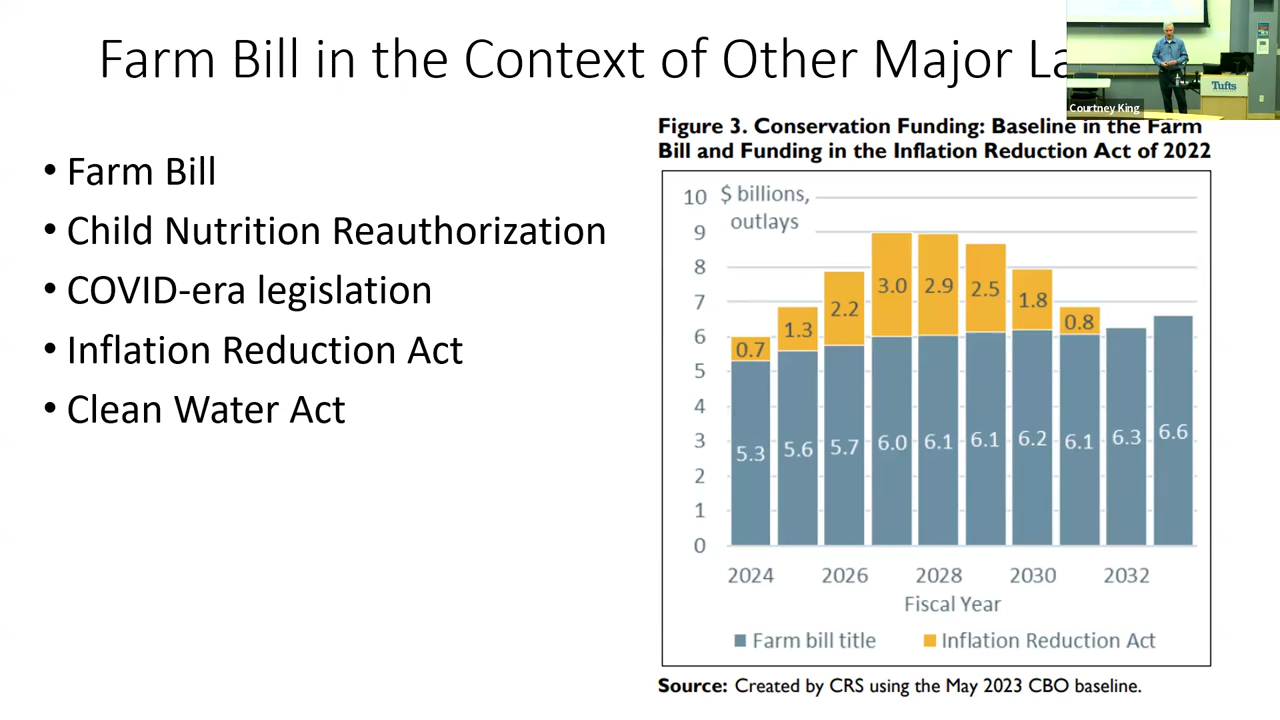 Farm Bill in the Context of Other Major
Courtney King
Tufts
• Farm Bill
• Child Nutrition Reauthorization
• COVID-era legislation
• Inflation Reduction Act
• Clean Water Act
Figure 3. Conservation Funding: Baseline in the Farm
Bill and Funding in the Inflation Reduction Act of 2022
$ billions,
outlays
10
9
8
7
6
5
4
3
2
1
0
0.7 1.3 2.2 3.0 2.9 2.5 1.8 0.8
5.3 5.6 5.7 6.0 6.1 6.1 6.2 6.1 6.3 6.6
2024 2026 2028 2030 2032
Fiscal Year
Farm bill title Inflation Reduction Act
Source: Created by CRS using the May 2023 CBO baseline.